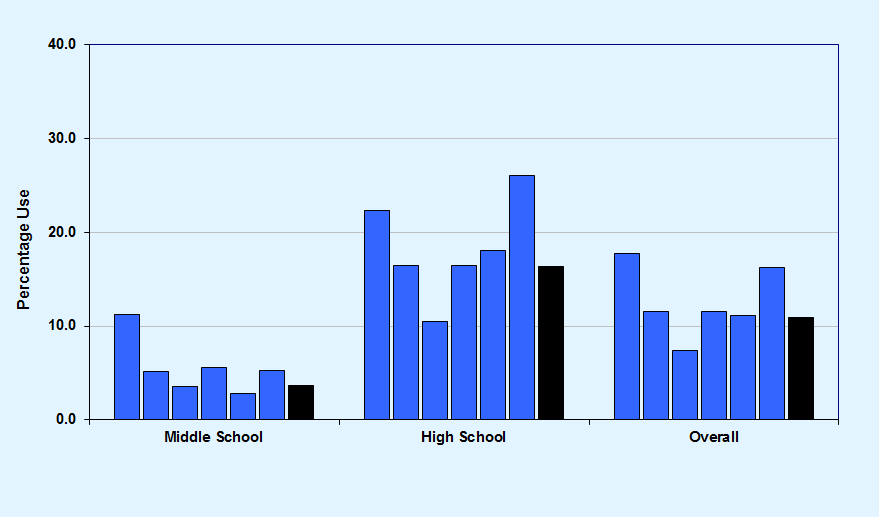 40.0
30.0
20.0
10.0
0.0
Percentage Use
Middle School
High School
Overall